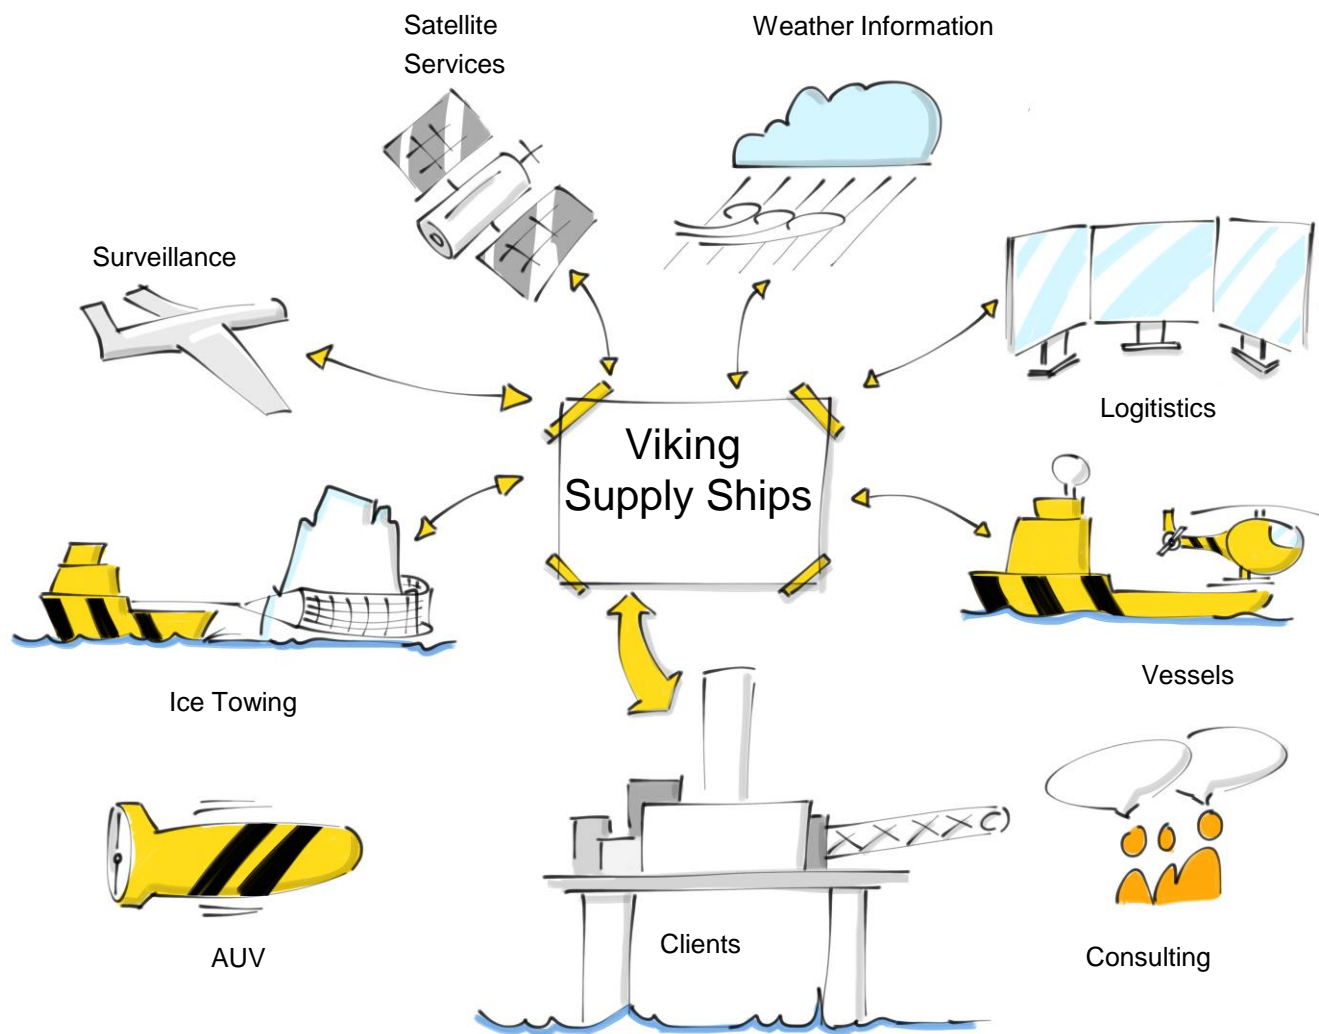 Satellite
Services
Weather Information
Surveillance
Logitistics
Viking
Supply Ships
Ice Towing
Vessels
AUV
Clients
Consulting